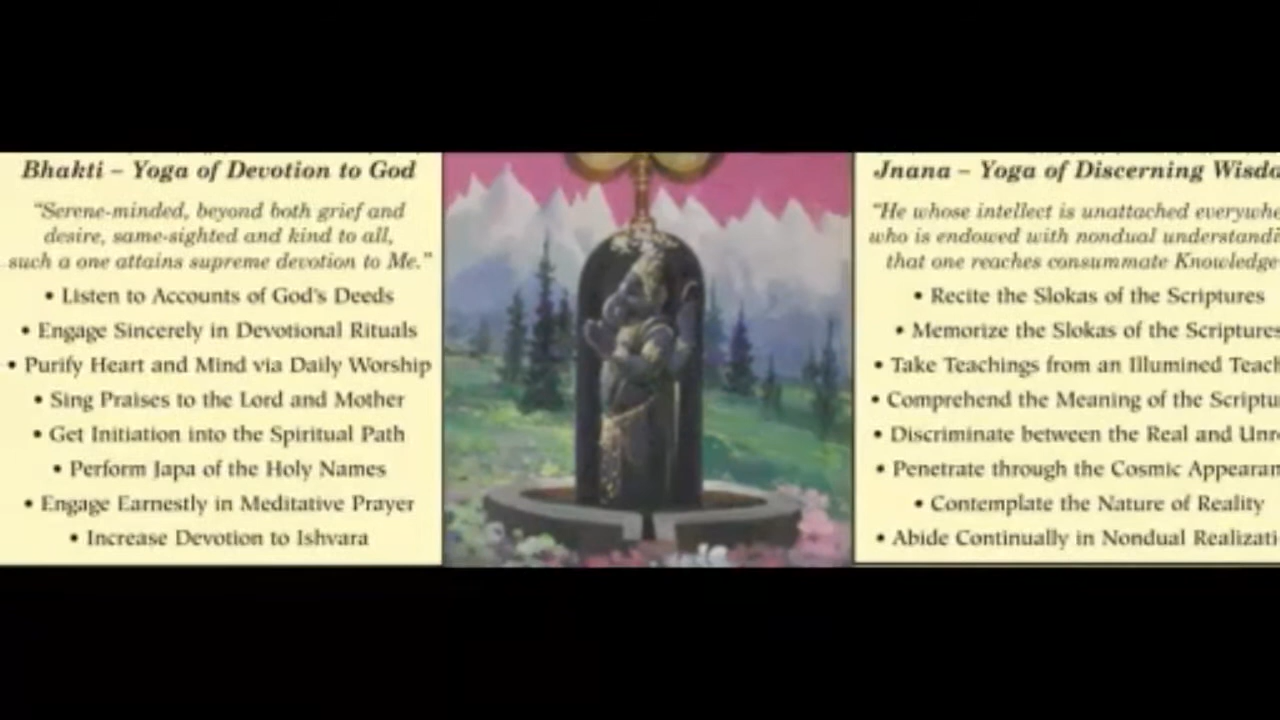 Bhakti – Yoga of Devotion to God
"Serene-minded, beyond both grief and
desire, same-sighted and kind to all,
such a one attains supreme devotion to Me."
• Listen to Accounts of God's Deeds
• Engage Sincerely in Devotional Rituals
• Purify Heart and Mind via Daily Worship
• Sing Praises to the Lord and Mother
• Get Initiation into the Spiritual Path
• Perform Japa of the Holy Names
• Engage Earnestly in Meditative Prayer
• Increase Devotion to Ishvara
Jnana – Yoga of Discerning
"He whose intellect is unattached
who is endowed with nondual
that one reaches consummate Knowledge
• Recite the Slokas of the Scriptures
• Memorize the Slokas of the Scriptures
• Take Teachings from an Illumined
• Comprehend the Meaning of the
• Discriminate between the Real and
• Penetrate through the Cosmic
• Contemplate the Nature of Reality
• Abide Continually in Nondual